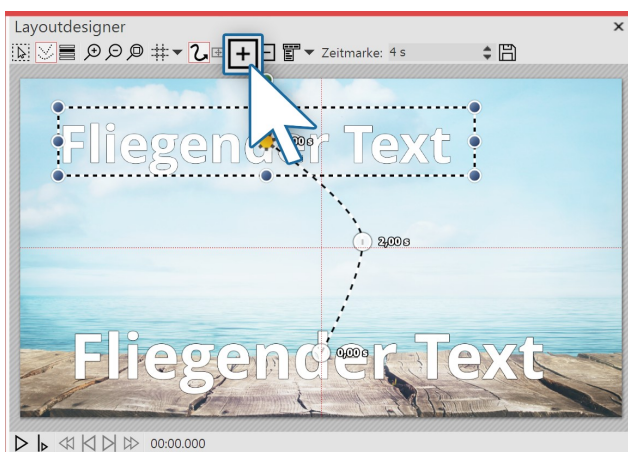 Layoutdesigner
Zeitmarke: 4 s
Fliegender Text
2,00 s
0,00 s
Fliegender Text
00:00.000